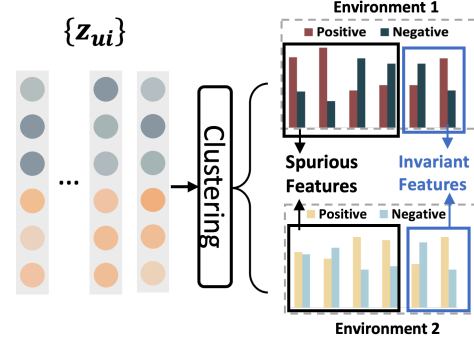 {z_ui}
Environment 1
Positive Negative
...
Clustering
Spurious
Features
Invariant
Features
Positive Negative
Environment 2